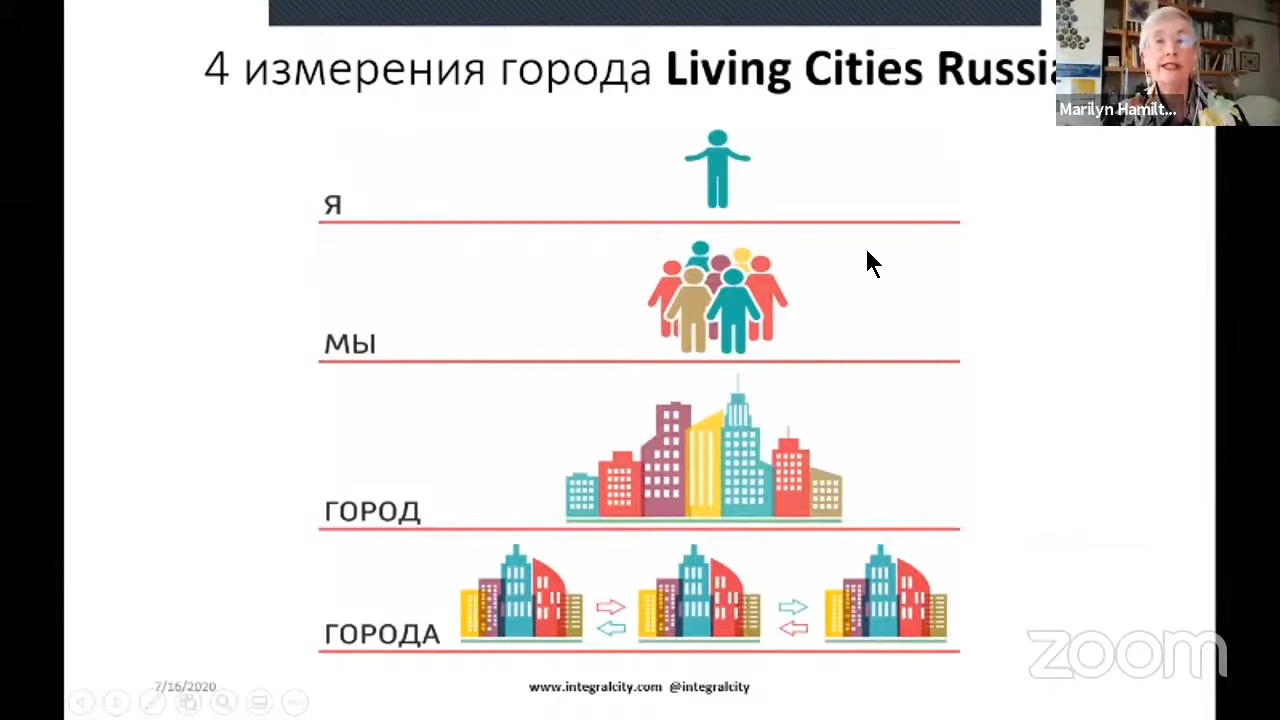 4 измерения города Living Cities Russia
Marilyn Hamilt...
Я
МЫ
ГОРОД
ГОРОДА
zoom
7/16/2020
www.integralcity.com @integralcity